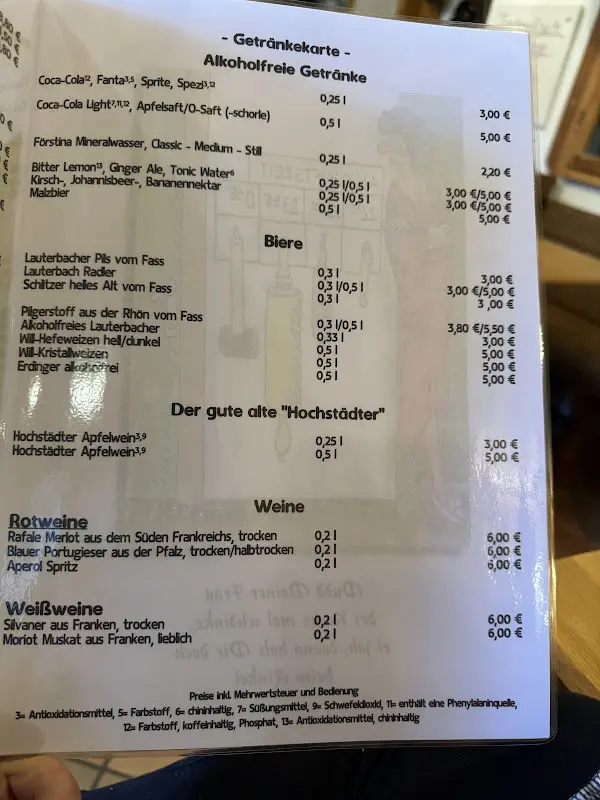 - Getränkekarte -
Alkoholfreie Getränke
Coca-Cola¹², Fanta³,⁵, Sprite, Spezi³,¹² 0,25 l 3,00 €
Coca-Cola Light⁷,¹¹,¹², Apfelsaft/O-Saft (-schorle) 0,5 l 5,00 €
Förstina Mineralwasser, Classic - Medium - Still 0,25 l 2,20 €
Bitter Lemon¹³, Ginger Ale, Tonic Water⁶ 0,25 l/0,5 l 3,00 €/5,00 €
Kirsch-, Johannisbeer-, Bananennektar 0,25 l/0,5 l 3,00 €/5,00 €
Malzbier 0,5 l 5,00 €
Biere
Lauterbacher Pils vom Fass 0,3 l 3,00 €
Lauterbach Radler 0,3 l/0,5 l 3,00 €/5,00 €
Schlitzer helles Alt vom Fass 0,3 l 3 ,00 €
Pilgerstoff aus der Rhön vom Fass 0,3 l/0,5 l 3,80 €/5,50 €
Alkoholfreies Lauterbacher 0,33 l 3,00 €
Will-Hefeweizen hell/dunkel 0,5 l 5,00 €
Will-Kristallweizen 0,5 l 5,00 €
Erdinger alkoholfrei 0,5 l 5,00 €
Der gute alte "Hochstädter"
Hochstädter Apfelwein³,⁹ 0,25 l 3,00 €
Hochstädter Apfelwein³,⁹ 0,5 l 5,00 €
Weine
Rotweine
Rafale Merlot aus dem Süden Frankreichs, trocken 0,2 l 6,00 €
Blauer Portugieser aus der Pfalz, trocken/halbtrocken 0,2 l 6,00 €
Aperol Spritz 0,2 l 6,00 €
Weißweine
Silvaner aus Franken, trocken 0,2 l 6,00 €
Moriot Muskat aus Franken, lieblich 0,2 l 6,00 €
Preise inkl. Mehrwertsteuer und Bedienung
3= Antioxidationsmittel, 5= Farbstoff, 6= chininhaltig, 7= Süßungsmittel, 9= Schwefeldioxid, 11= enthält eine Phenylalaninquelle,
12= Farbstoff, koffeinhaltig, Phosphat, 13= Antioxidationsmittel, chininhaltig